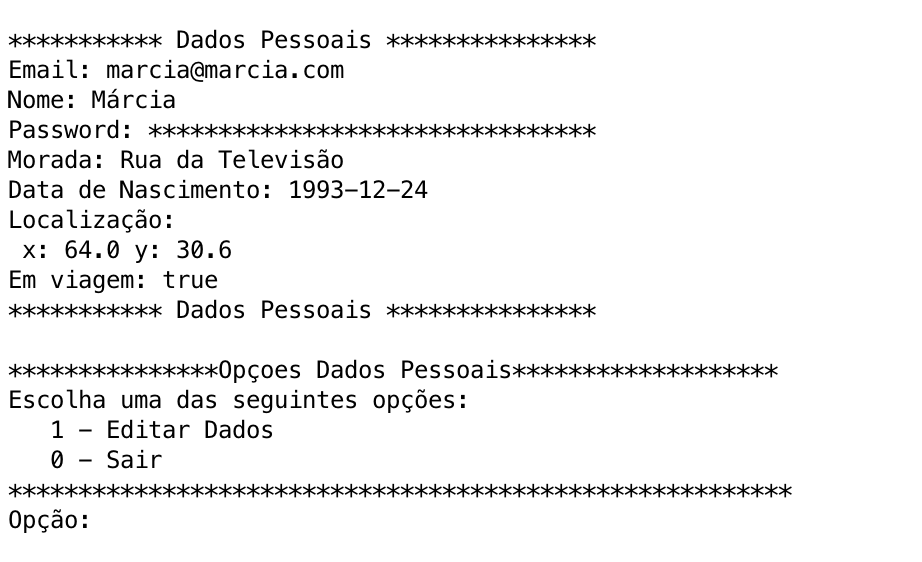 *********** Dados Pessoais ***************
Email: marcia@marcia.com
Nome: Márcia
Password: ********************************
Morada: Rua da Televisão
Data de Nascimento: 1993-12-24
Localização:
 x: 64.0 y: 30.6
Em viagem: true
*********** Dados Pessoais ***************

***************Opçoes Dados Pessoais*******************
Escolha uma das seguintes opções:
   1 - Editar Dados
   0 - Sair
********************************************************
Opção: